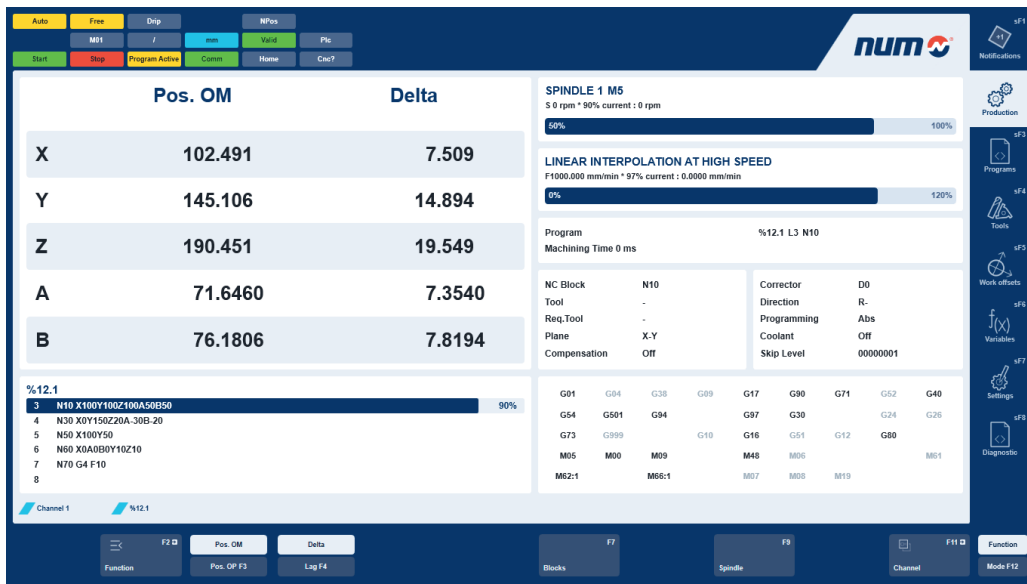 Auto Free Drip NPos
M01 / mm Valid Plc
Start Stop Program Active Comm Home Cnc?
num
sF1
+1
Notifications
Production
sF3
Programs
sF4
Tools
sF5
Work offsets
sF6
f(x)
Variables
sF7
Settings
sF8
Diagnostic
Pos. OM Delta
X 102.491 7.509
Y 145.106 14.894
Z 190.451 19.549
A 71.6460 7.3540
B 76.1806 7.8194
SPINDLE 1 M5
S 0 rpm * 90% current : 0 rpm
50% 100%
LINEAR INTERPOLATION AT HIGH SPEED
F1000.000 mm/min * 97% current : 0.0000 mm/min
0% 120%
Program %12.1 L3 N10
Machining Time 0 ms
NC Block N10
Tool -
Req.Tool -
Plane X-Y
Compensation Off
Corrector D0
Direction R-
Programming Abs
Coolant Off
Skip Level 00000001
%12.1
3 N10 X100Y100Z100A50B50 90%
4 N30 X0Y150Z20A-30B-20
5 N50 X100Y50
6 N60 X0A0B0Y10Z10
7 N70 G4 F10
8
G01 G04 G38 G09 G17 G90 G71 G52 G40
G54 G501 G94 G97 G30 G24 G26
G73 G999 G10 G16 G51 G12 G80
M05 M00 M09 M48 M06 M61
M62:1 M66:1 M07 M08 M19
Channel 1 %12.1
F2 Function
Pos. OM Delta
Pos. OP F3 Lag F4
F7 Blocks
F9 Spindle
F11 Channel
Function
Mode F12